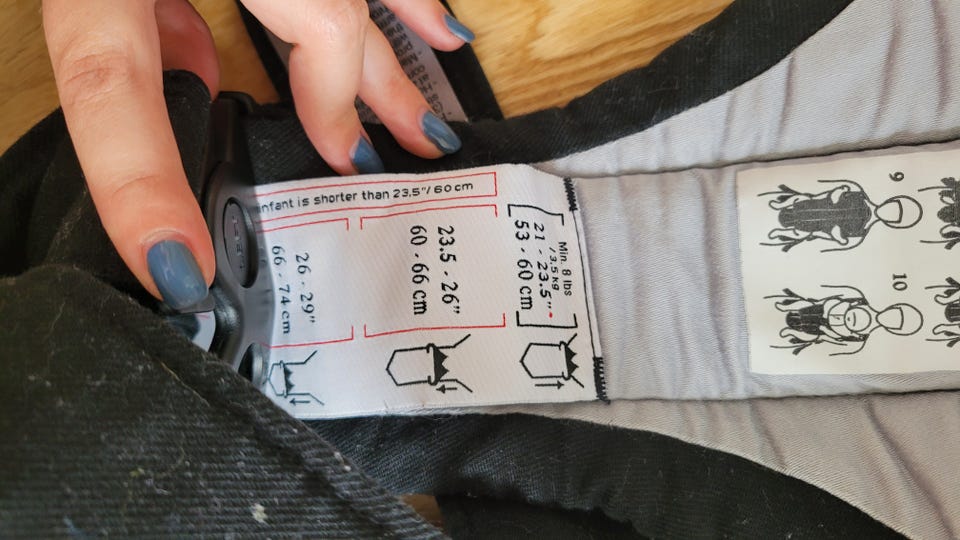 infant is shorter than 23.5"/ 60 cm
Min. 8 lbs
/ 3.5 kg
21 - 23.5"*
53 - 60 cm
23.5 - 26"
60 - 66 cm
26 - 29"
66 - 74 cm
9
10